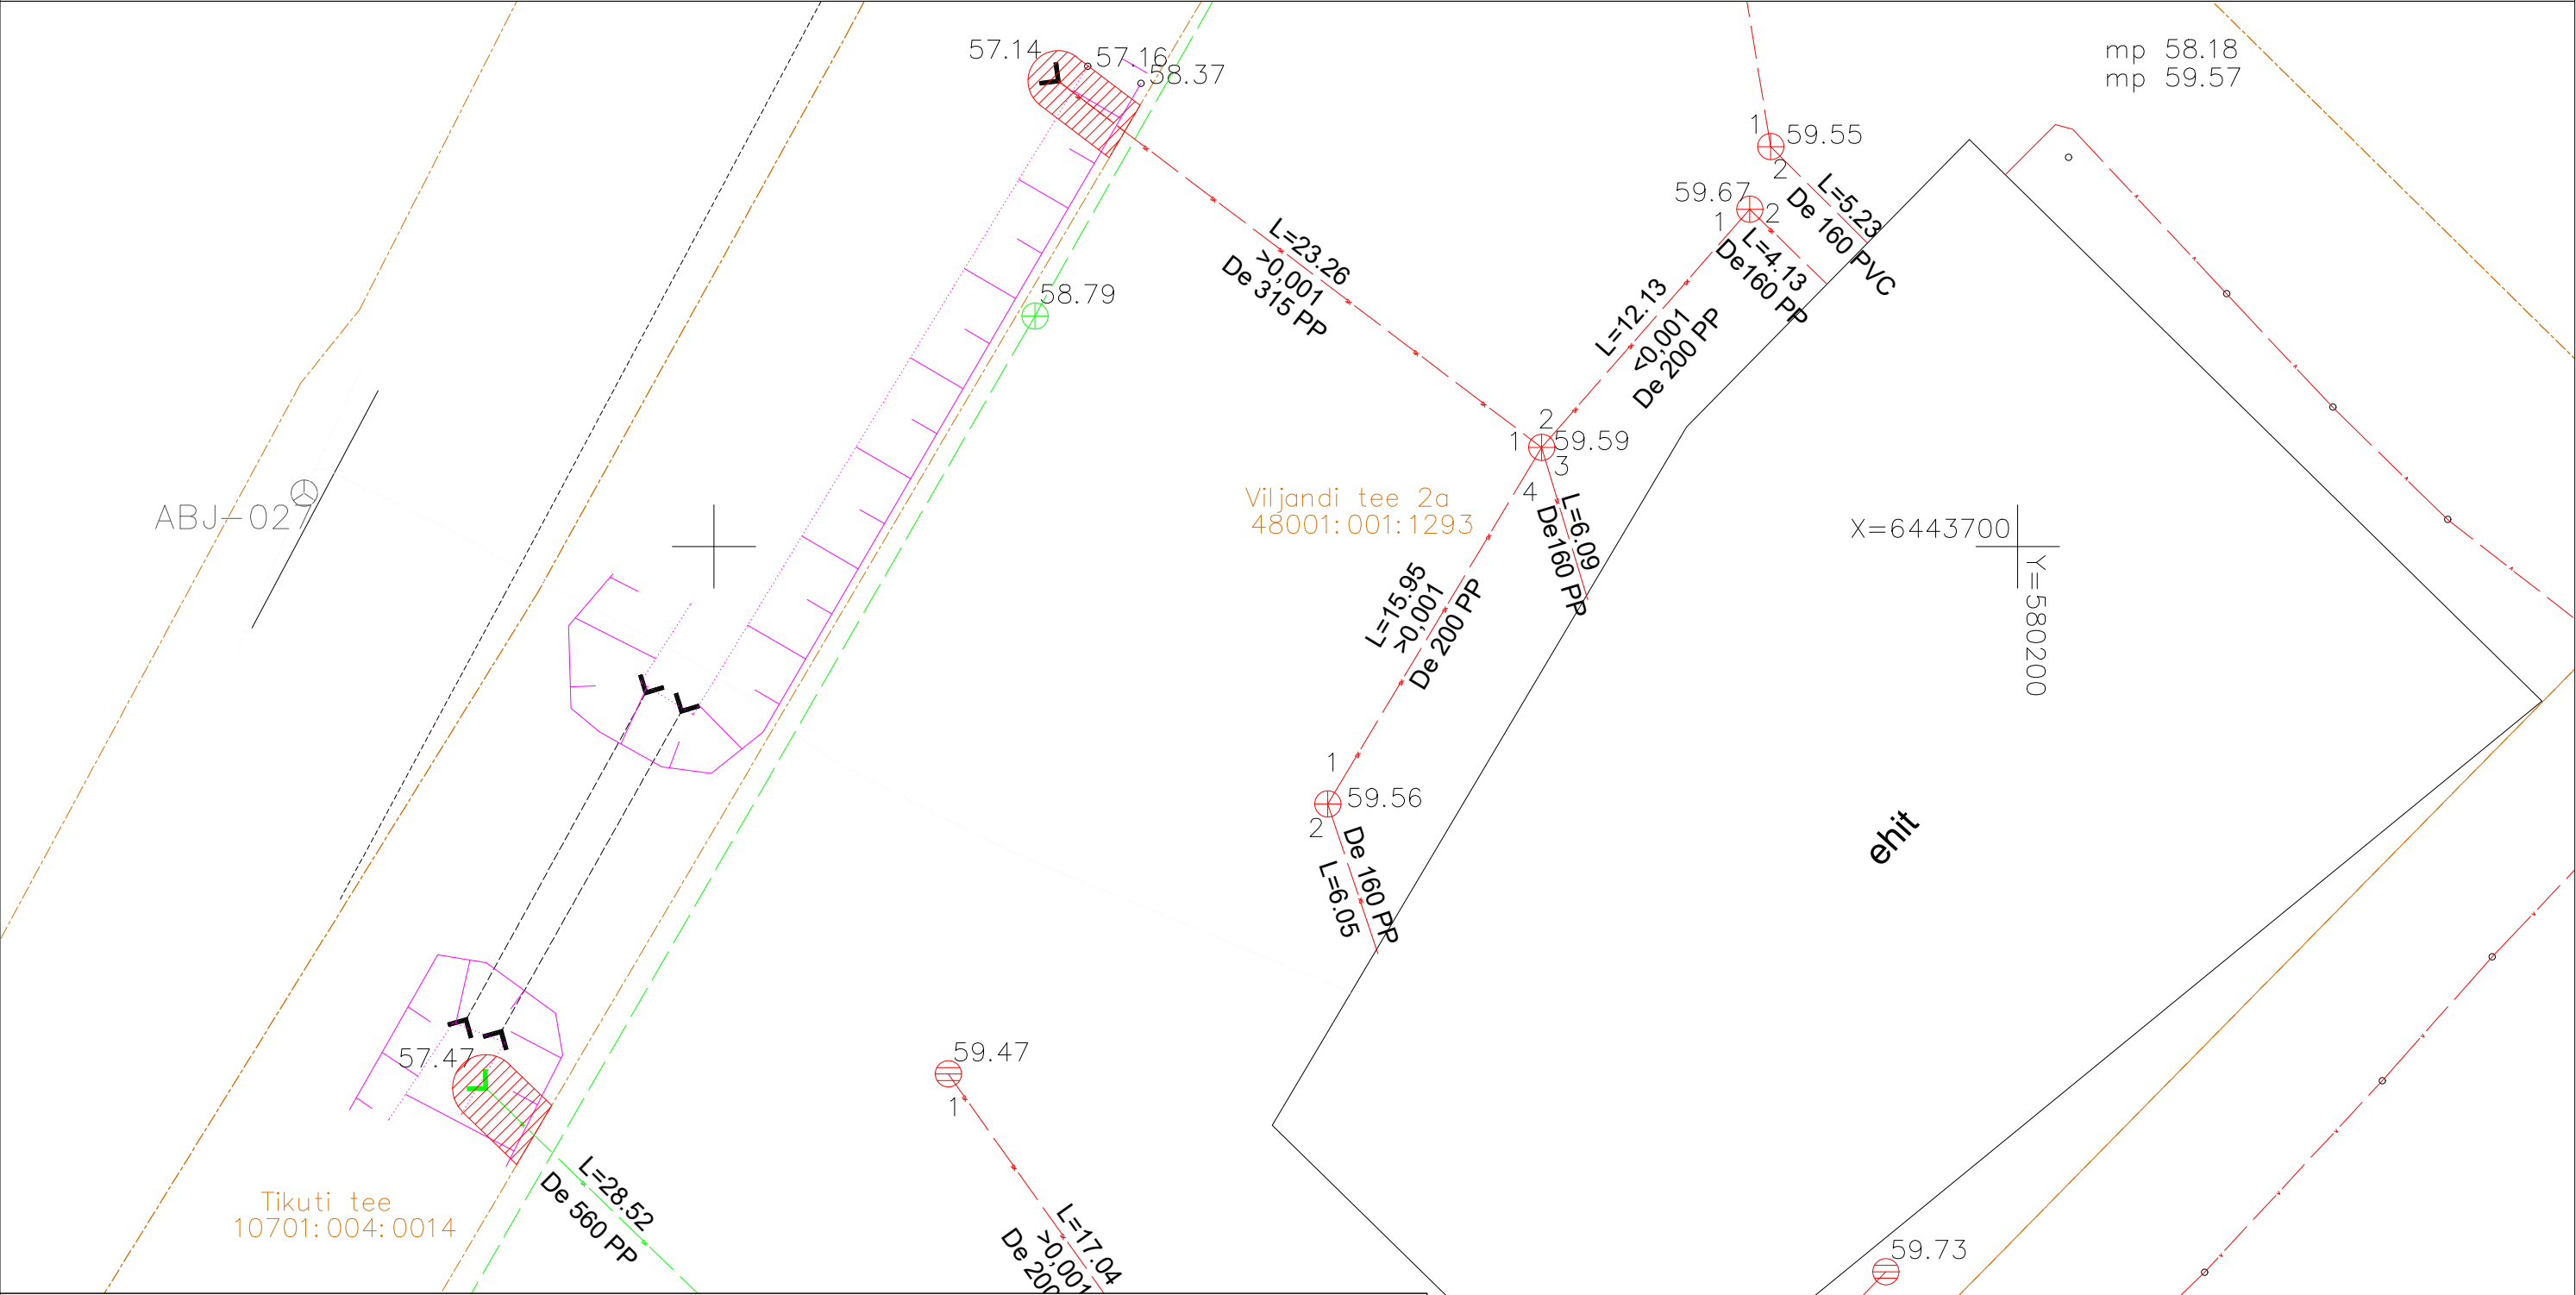 57.14
57.16
58.37
mp 58.18
mp 59.57
1
59.55
2
L=5.23
De 160 PVC
59.67
1
2
L=4.13
De160 PP
L=23.26
>0,001
De 315 PP
58.79
L=12.13
<0,001
De 200 PP
2
1
59.59
3
4
Viljandi tee 2a
48001:001:1293
L=6.09
De160 PP
ABJ-027
X=6443700
Y=580200
L=15.95
>0,001
De 200 PP
1
59.56
2
De 160 PP
L=6.05
ehit
57.47
59.47
1
L=28.52
De 560 PP
Tikuti tee
10701:004:0014
L=17.04
>0,001
De 200
59.73